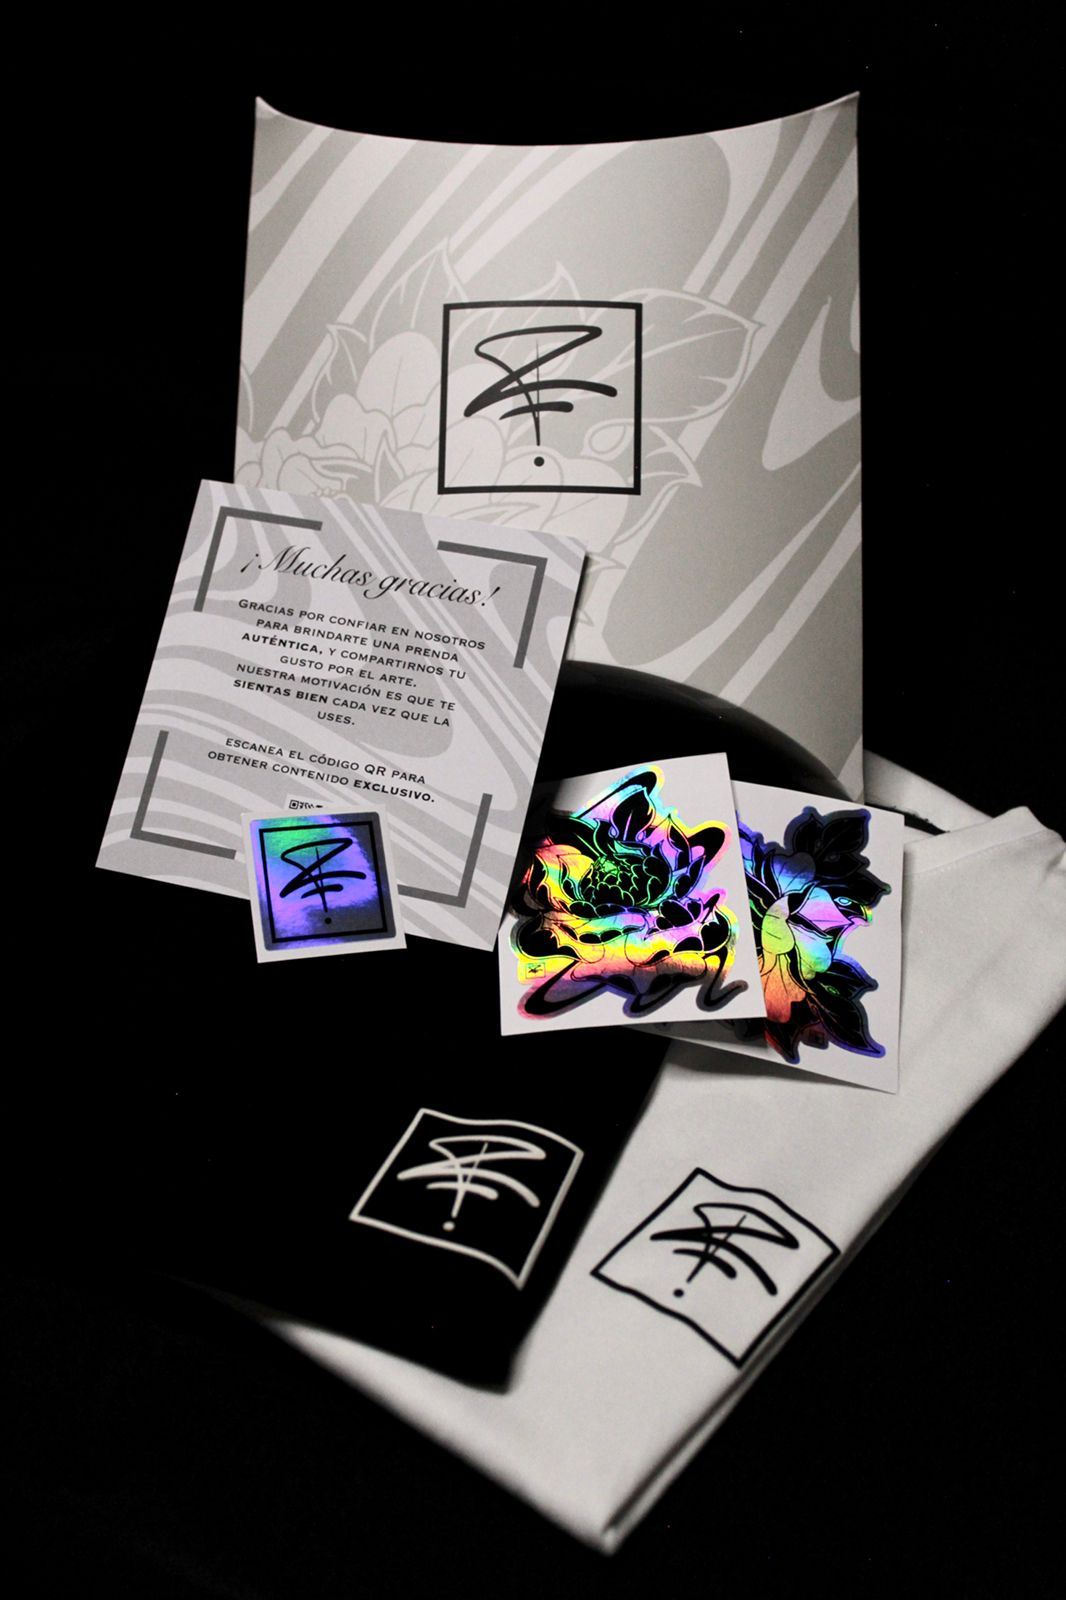 ¡Muchas gracias!
GRACIAS POR CONFIAR EN NOSOTROS
PARA BRINDARTE UNA PRENDA
AUTÉNTICA, Y COMPARTIRNOS TU
GUSTO POR EL ARTE.
NUESTRA MOTIVACIÓN ES QUE TE
SIENTAS BIEN CADA VEZ QUE LA
USES.
ESCANEA EL CÓDIGO QR PARA
OBTENER CONTENIDO EXCLUSIVO.